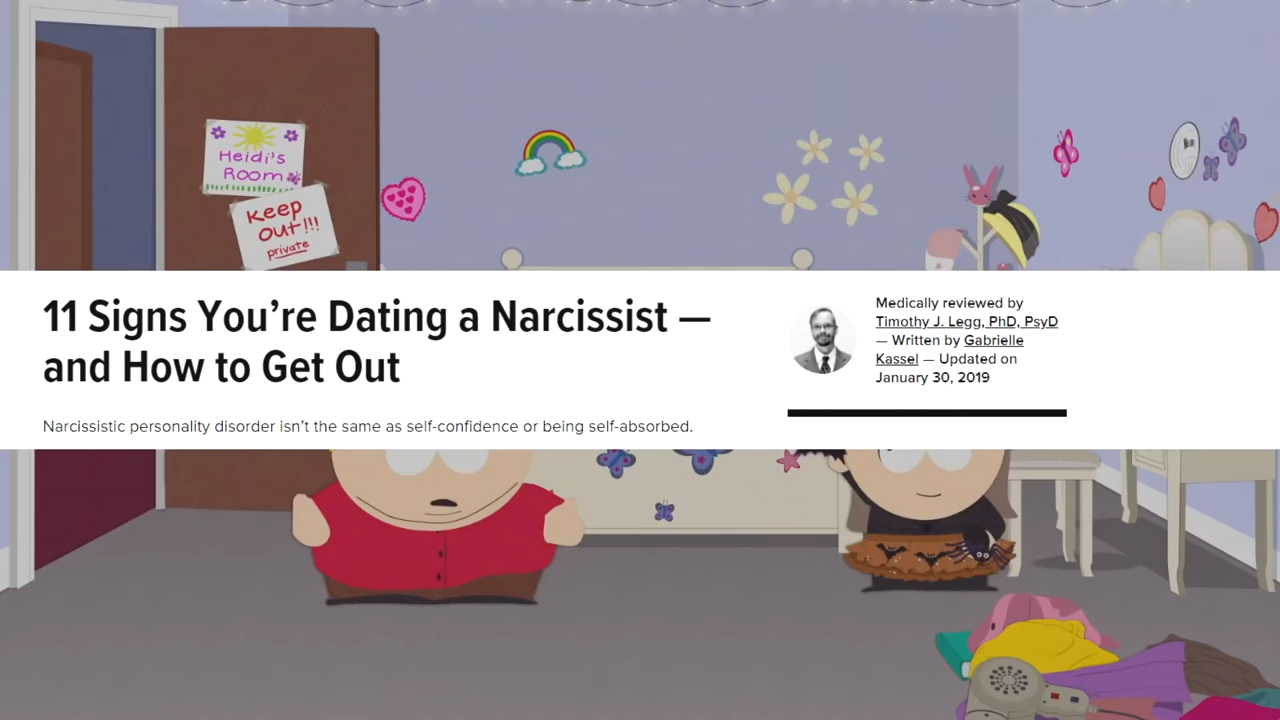 Heidi's
Room
Keep
out!!!
private
11 Signs You're Dating a Narcissist —
and How to Get Out
Narcissistic personality disorder isn't the same as self-confidence or being self-absorbed.
Medically reviewed by
Timothy J. Legg, PhD, PsyD
— Written by Gabrielle
Kassel — Updated on
January 30, 2019